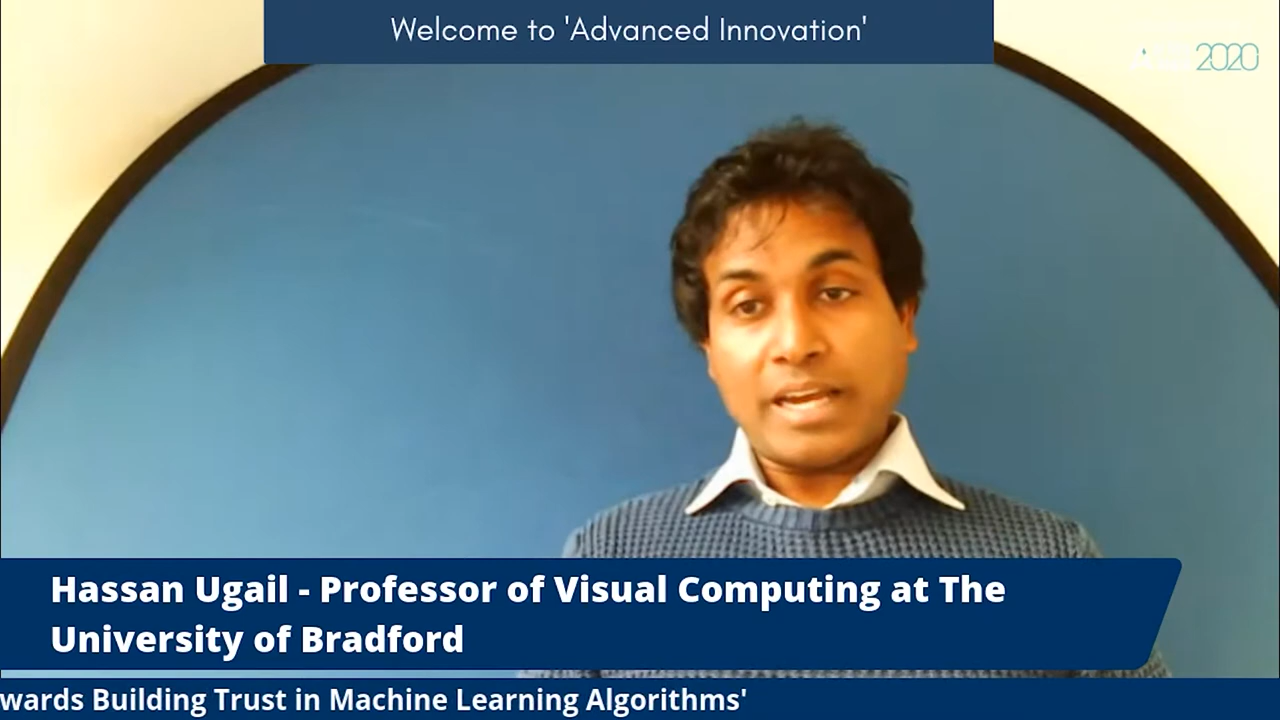 Welcome to 'Advanced Innovation'
2020
Hassan Ugail - Professor of Visual Computing at The
University of Bradford
wards Building Trust in Machine Learning Algorithms'